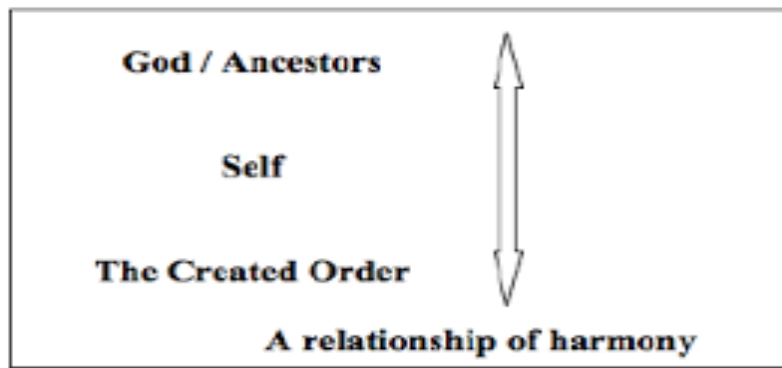 God / Ancestors
Self
The Created Order
A relationship of harmony